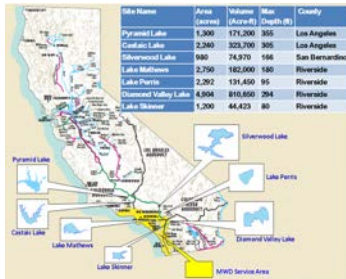 Site Name Area (acres) Volume (Acre-ft) Max Depth (ft) County
Pyramid Lake 1,300 171,200 355 Los Angeles
Castaic Lake 2,240 323,700 305 Los Angeles
Silverwood Lake 980 74,970 166 San Bernardino
Lake Mathews 2,750 182,000 180 Riverside
Lake Perris 2,292 131,450 95 Riverside
Diamond Valley Lake 4,904 810,650 294 Riverside
Lake Skinner 1,200 44,423 80 Riverside
Silverwood Lake
Pyramid Lake
Lake Perris
Castaic Lake
Lake Mathews
Diamond Valley Lake
Lake Skinner
MWD Service Area